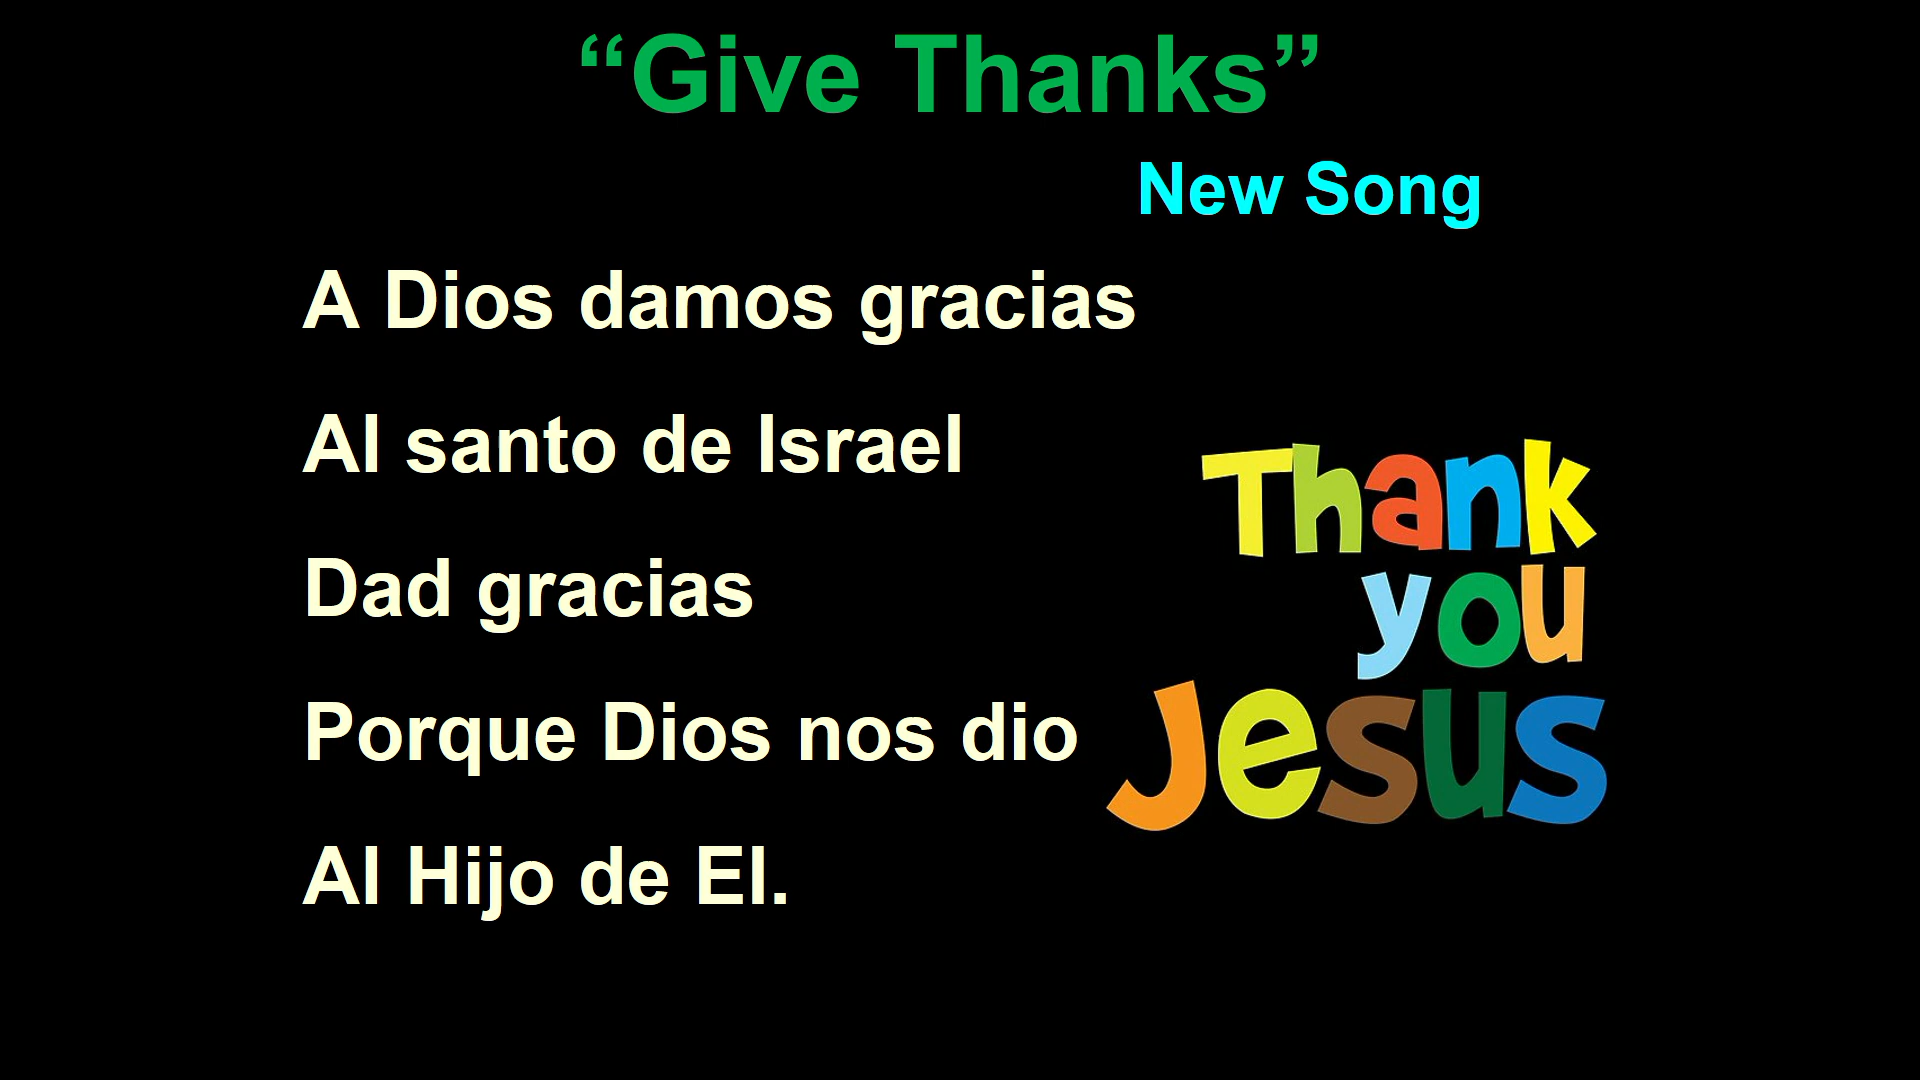 “Give Thanks”
New Song
A Dios damos gracias
Al santo de Israel
Dad gracias
Porque Dios nos dio
Al Hijo de El.
Thank
you
Jesus